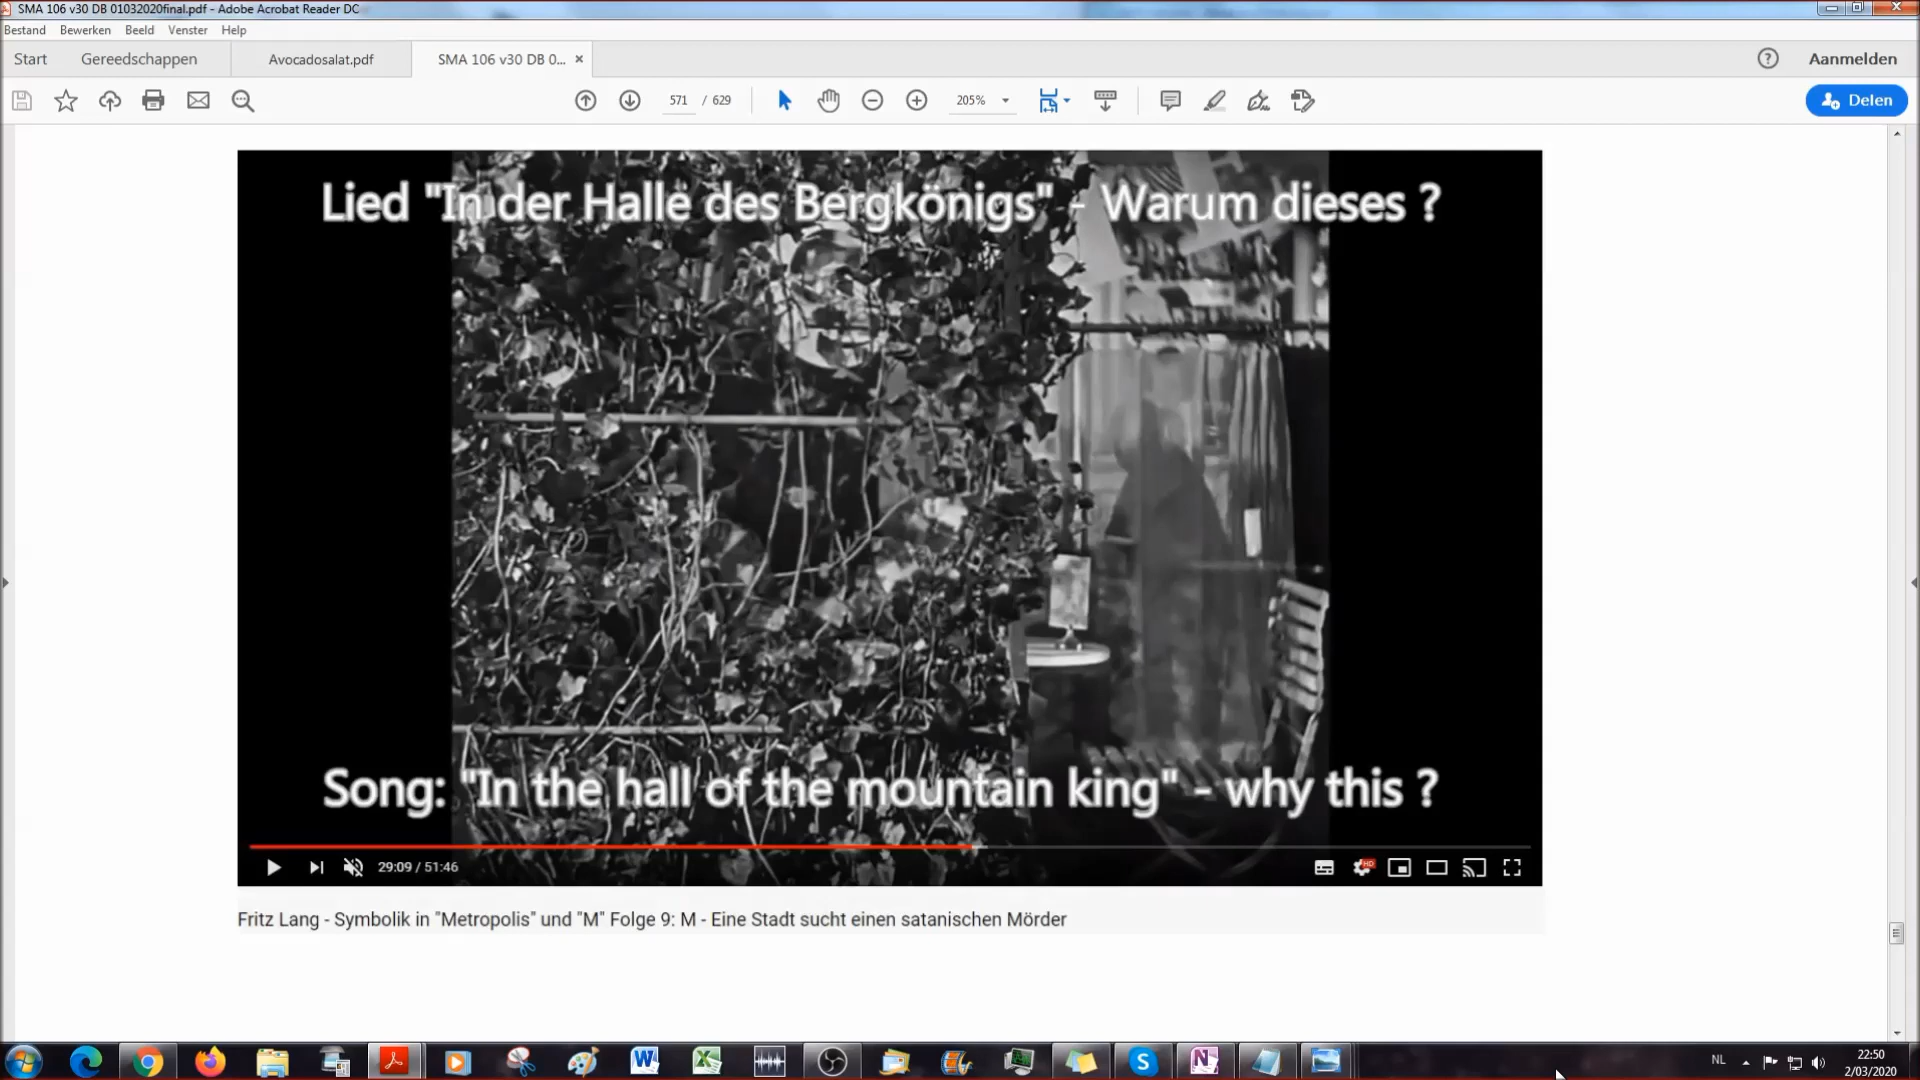 SMA 106 v30 DB 01032020final.pdf - Adobe Acrobat Reader DC
Bestand Bewerken Beeld Venster Help
Start Gereedschappen Avocadosalat.pdf SMA 106 v30 DB 0... Aanmelden
571 / 629 205% Delen
Lied "In der Halle des Bergkönigs" - Warum dieses ?
Song: "In the hall of the mountain king" - why this ?
29:09 / 51:46 HD
Fritz Lang - Symbolik in "Metropolis" und "M" Folge 9: M - Eine Stadt sucht einen satanischen Mörder
NL 22:50
2/03/2020